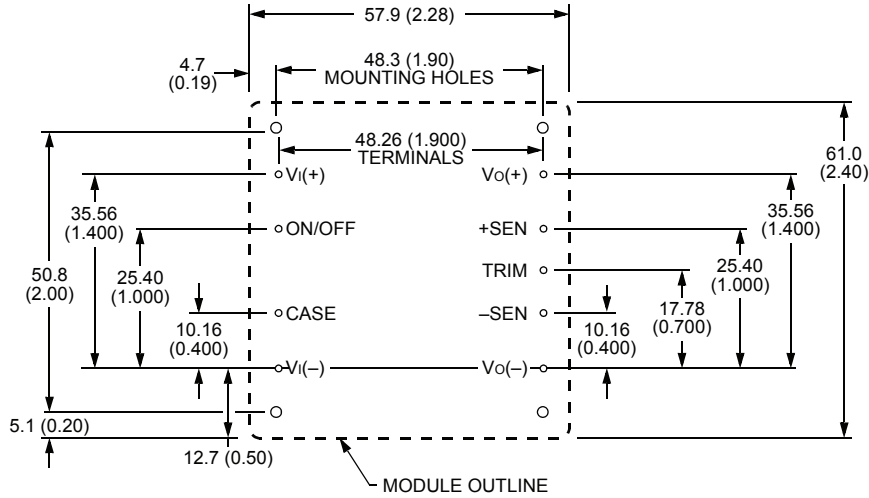 57.9 (2.28)
4.7
(0.19)
48.3 (1.90)
MOUNTING HOLES
48.26 (1.900)
TERMINALS
61.0
(2.40)
VI(+)
VO(+)
35.56
(1.400)
35.56
(1.400)
ON/OFF
+SEN
50.8
(2.00)
25.40
(1.000)
TRIM
25.40
(1.000)
17.78
(0.700)
10.16
(0.400)
CASE
–SEN
10.16
(0.400)
VI(–)
VO(–)
5.1 (0.20)
12.7 (0.50)
MODULE OUTLINE